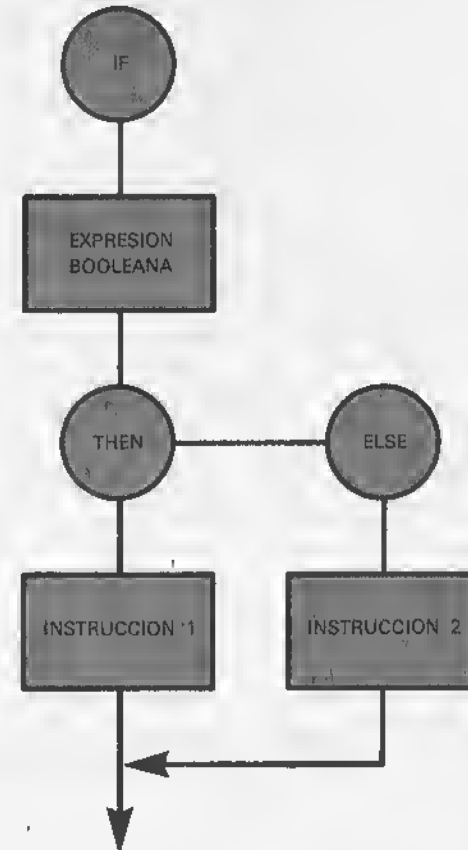 IF
EXPRESION
BOOLEANA
THEN
ELSE
INSTRUCCION 1
INSTRUCCION 2